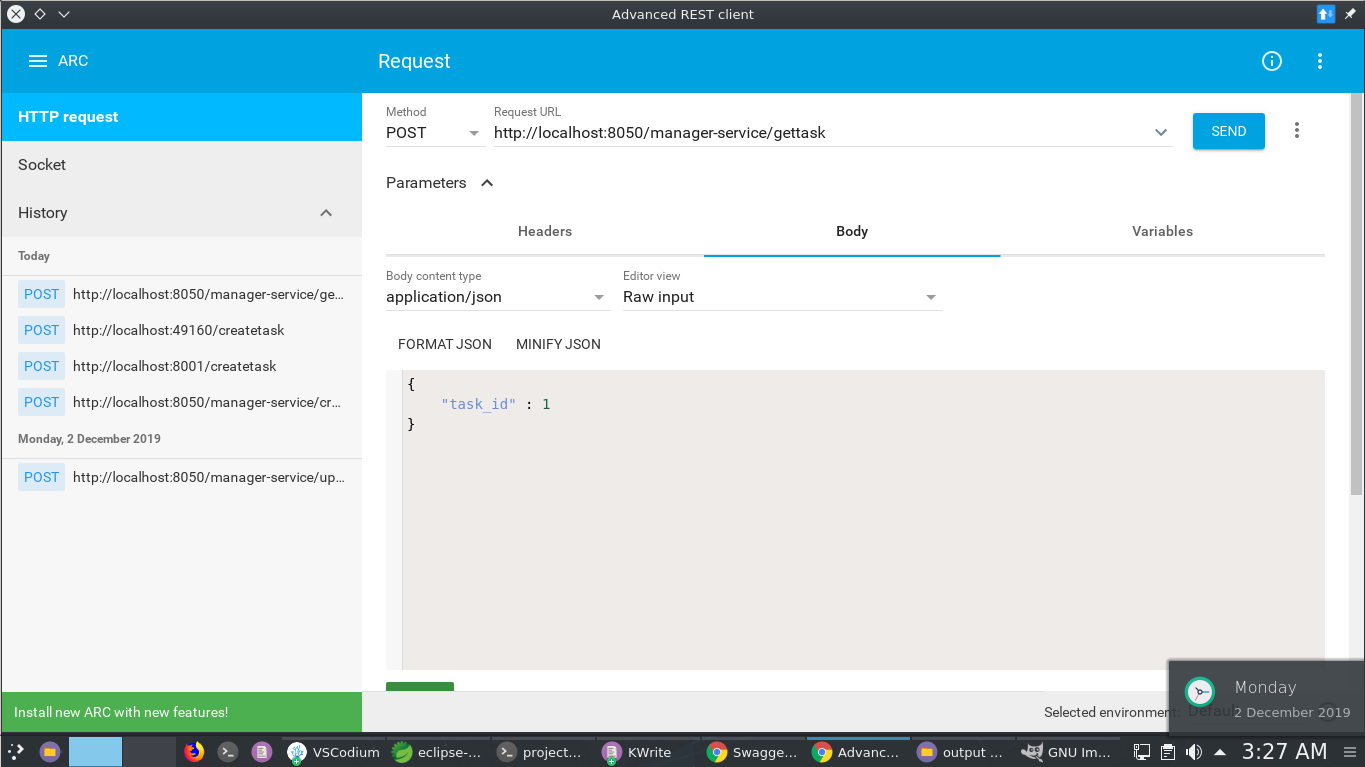 Advanced REST client
ARC
Request
HTTP request
Socket
History
Today
POST http://localhost:8050/manager-service/ge...
POST http://localhost:49160/createtask
POST http://localhost:8001/createtask
POST http://localhost:8050/manager-service/cr...
Monday, 2 December 2019
POST http://localhost:8050/manager-service/up...
Install new ARC with new features!
Method
POST
Request URL
http://localhost:8050/manager-service/gettask
SEND
Parameters
Headers Body Variables
Body content type
application/json
Editor view
Raw input
FORMAT JSON MINIFY JSON
{
"task_id" : 1
}
Selected environment:
Monday
2 December 2019
VSCodium eclipse-... project... KWrite Swagge... Advanc... output ... GNU Im... 3:27 AM